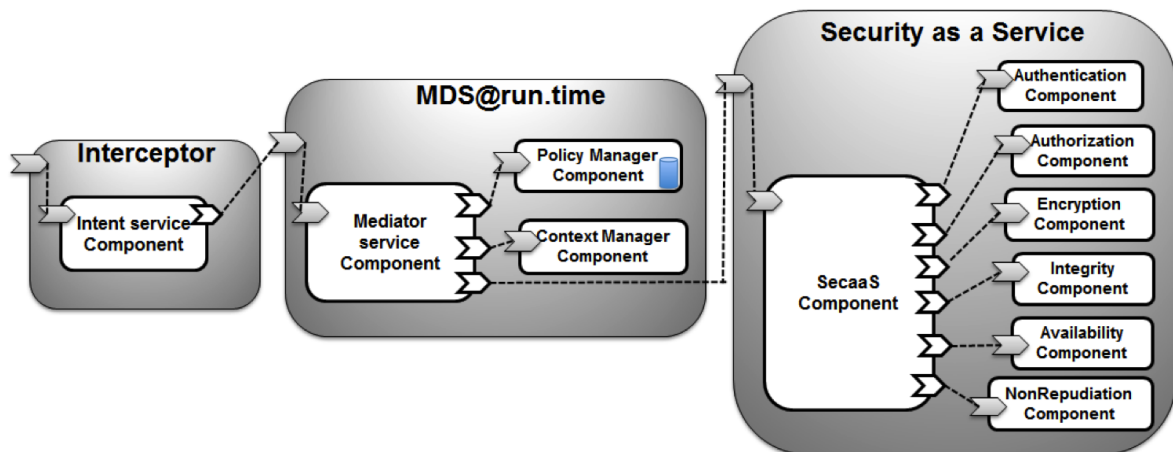 Interceptor
Intent service
Component
MDS@run.time
Mediator
service
Component
Policy Manager
Component
Context Manager
Component
Security as a Service
SecaaS
Component
Authentication
Component
Authorization
Component
Encryption
Component
Integrity
Component
Availability
Component
NonRepudiation
Component